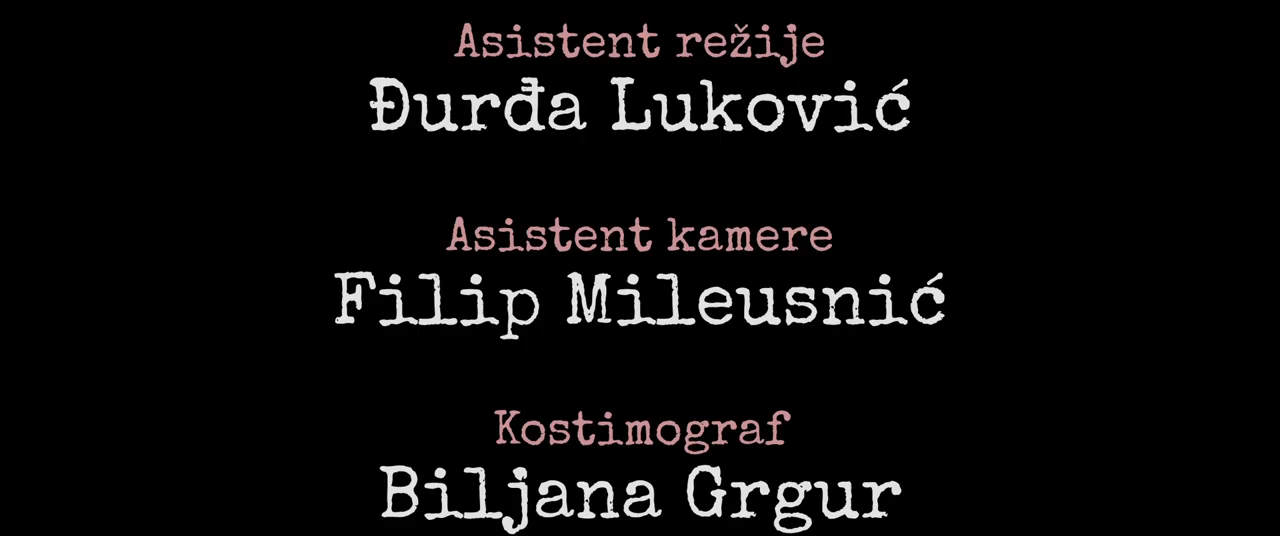 Asistent režije
Đurđa Luković
Asistent kamere
Filip Mileusnić
Kostimograf
Biljana Grgur